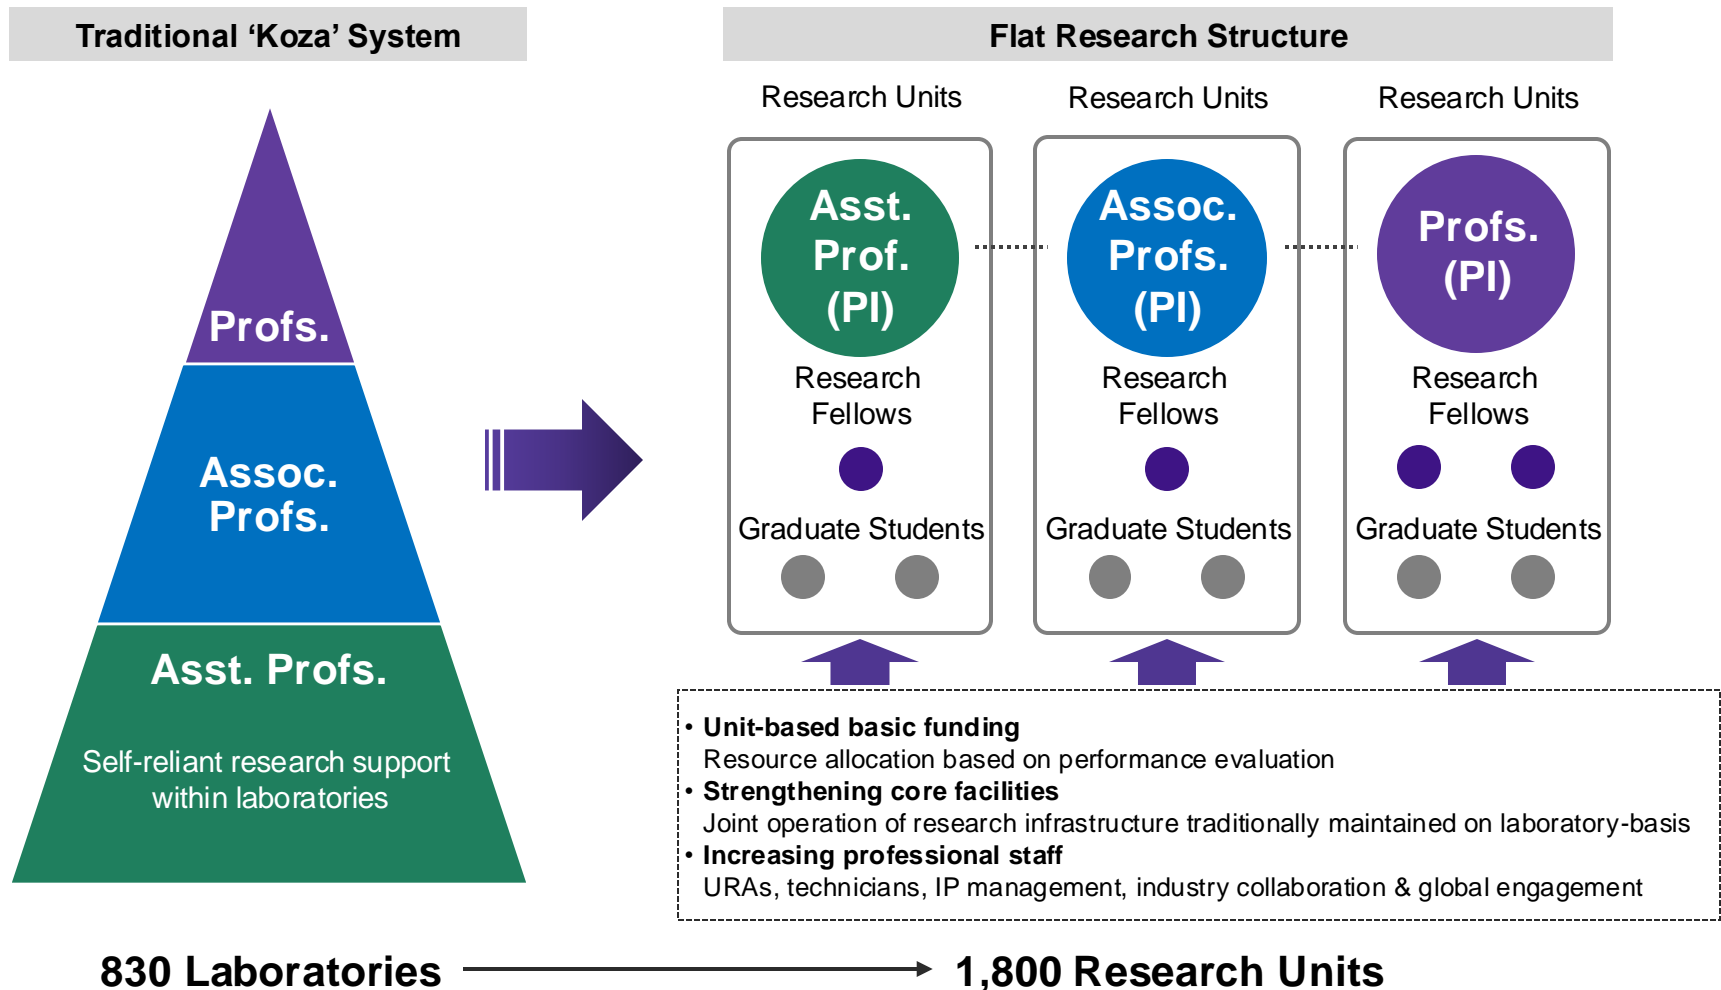 Traditional ‘Koza’ System
Profs.
Assoc.
Profs.
Asst. Profs.
Self-reliant research support
within laboratories
Flat Research Structure
Research Units
Asst.
Prof.
(PI)
Research
Fellows
Graduate Students
Research Units
Assoc.
Profs.
(PI)
Research
Fellows
Graduate Students
Research Units
Profs.
(PI)
Research
Fellows
Graduate Students
• Unit-based basic funding
Resource allocation based on performance evaluation
• Strengthening core facilities
Joint operation of research infrastructure traditionally maintained on laboratory-basis
• Increasing professional staff
URAs, technicians, IP management, industry collaboration & global engagement
830 Laboratories
1,800 Research Units